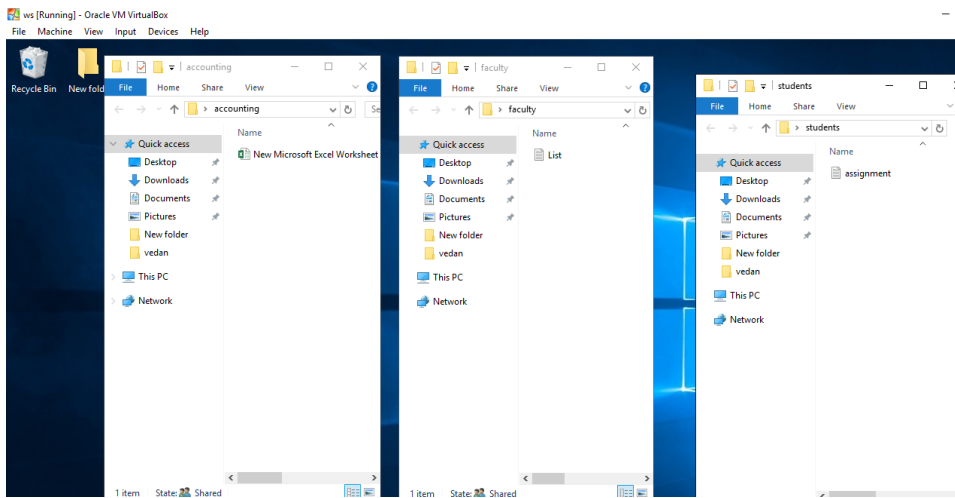 ws [Running] - Oracle VM VirtualBox
File Machine View Input Devices Help
Recycle Bin
New fold
accounting
File Home Share View
accounting
Se
Name
Quick access
Desktop
Downloads
Documents
Pictures
New folder
vedan
This PC
Network
New Microsoft Excel Worksheet
1 item State: Shared
faculty
File Home Share View
faculty
Name
Quick access
Desktop
Downloads
Documents
Pictures
New folder
vedan
This PC
Network
List
1 item State: Shared
students
File Home Share View
students
Name
Quick access
Desktop
Downloads
Documents
Pictures
New folder
vedan
This PC
Network
assignment